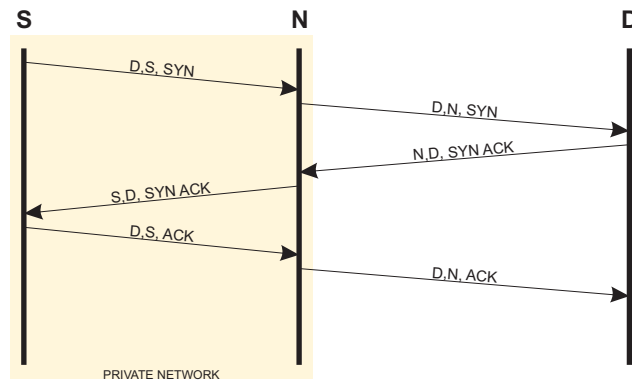 S N D
D,S, SYN
D,N, SYN
N,D, SYN ACK
S,D, SYN ACK
D,S, ACK
D,N, ACK
PRIVATE NETWORK